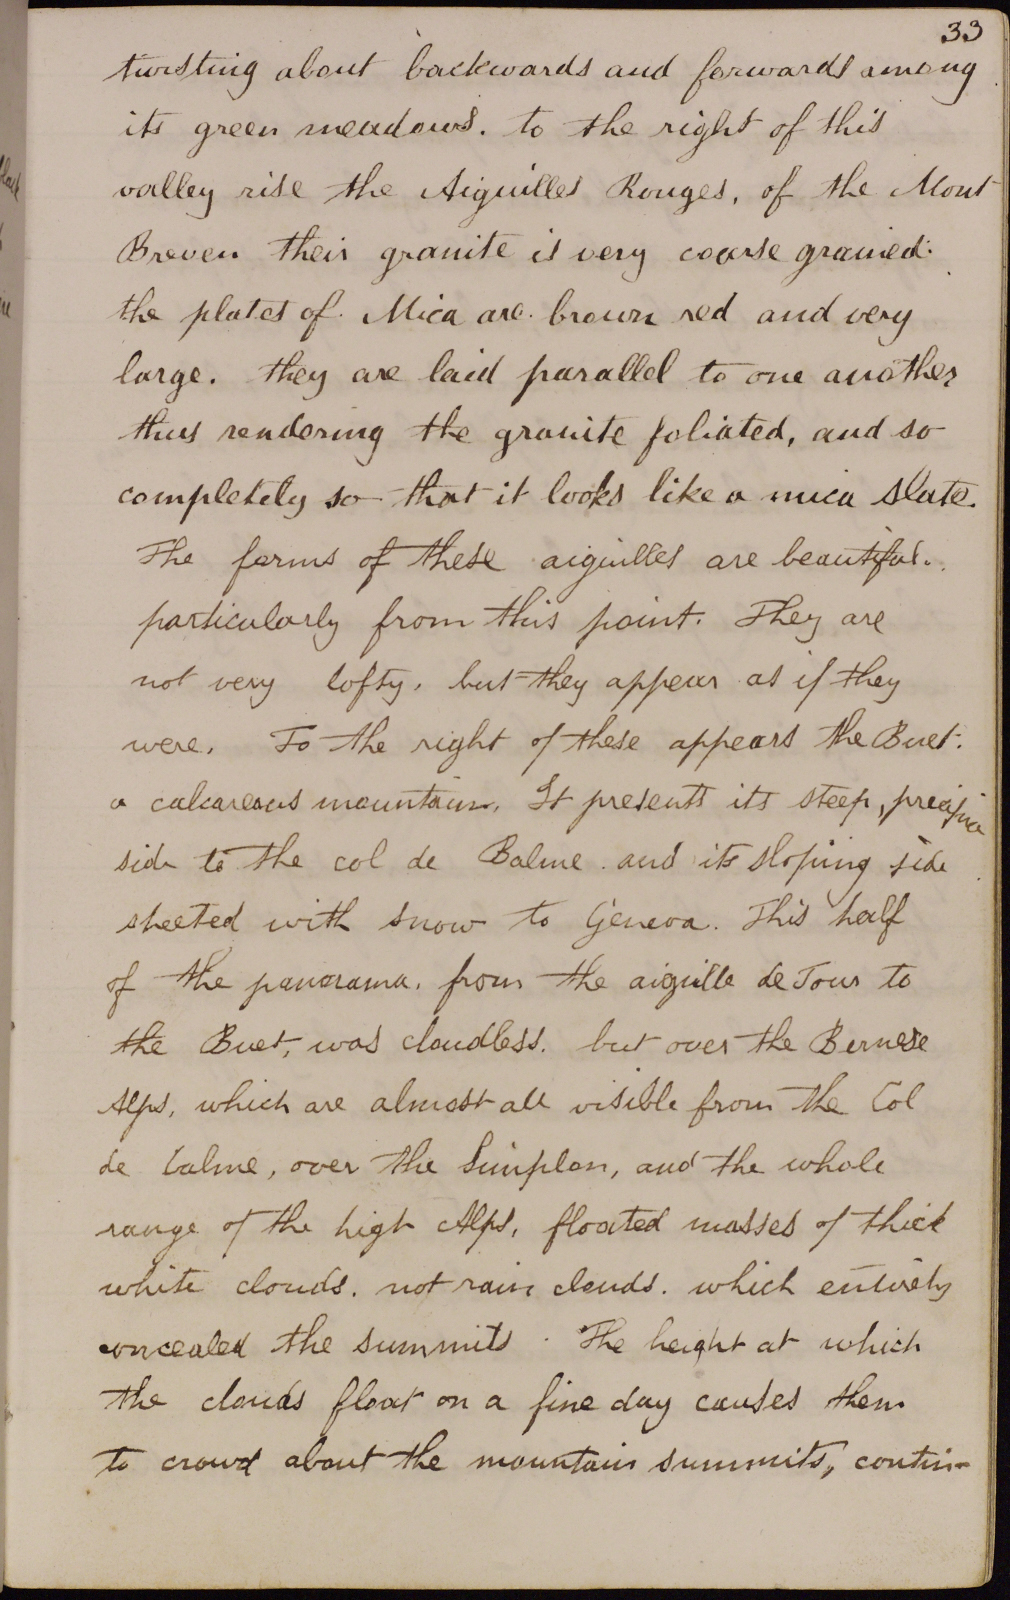 33
twisting about backwards and forwards among
its green meadows. to the right of this
valley rise the Aiguilles Rouges, of the Mont
Breven their granite is very coarse grained.
the plates of Mica are brown red and very
large. they are laid parallel to one another
thus rendering the granite foliated, and so
completely so that it looks like a mica slate.
The forms of these aiguilles are beautiful.
particularly from this point. They are
not very lofty, but they appear as if they
were. To the right of these appears the Buet.
a calcareous mountain. It presents its steep, precipice
side to the col de Balme and its sloping side
sheeted with snow to Geneva. This half
of the panorama. from the aiguille de Tour to
the Buet, was cloudless. but over the Bernese
Alps, which are almost all visible from the Col
de balme, over the Simplon, and the whole
range of the high Alps, floated masses of thick
white clouds. not rain clouds. which entirely
concealed the summits. The height at which
the clouds float on a fine day causes them
to crowd about the mountain summits, contin-